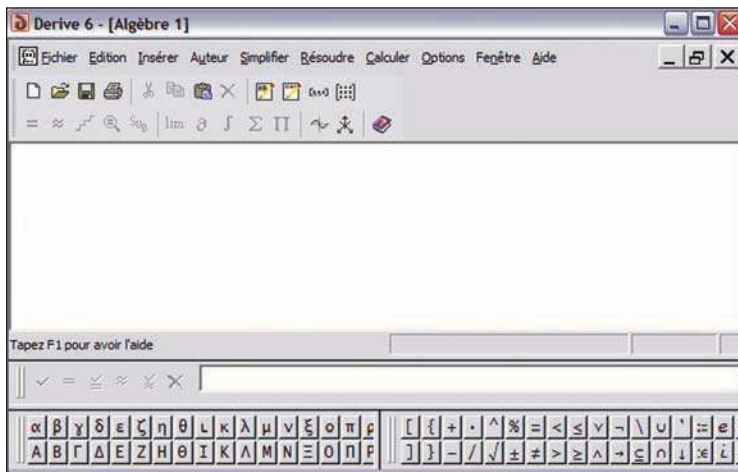 Derive 6 - [Algèbre 1]
Fichier Edition Insérer Auteur Simplifier Résoudre Calculer Options Fenêtre Aide
= ≈ Sub lim ∂ ∫ Σ Π
Tapez F1 pour avoir l'aide
α β γ δ ε ζ η θ ι κ λ μ ν ξ ο π ρ [ { + · ^ % = < ≤ ∨ ¬ \ ∪ ' := e
Α Β Γ Δ Ε Ζ Η Θ Ι Κ Λ Μ Ν Ξ Ο Π Ρ ] } - / √ ± ≠ > ≥ ∧ → ⊆ ∩ ↓ :∈ i